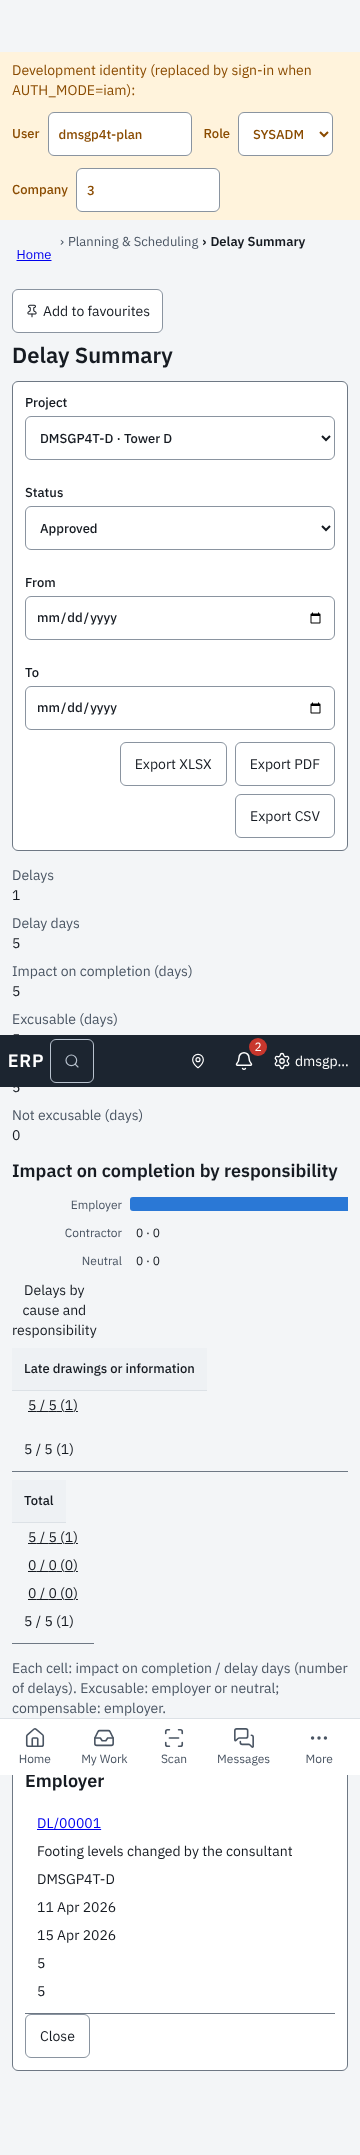 Development identity (replaced by sign-in when
AUTH_MODE=iam):
User dmsgp4t-plan Role SYSADM
Company 3
Home › Planning & Scheduling › Delay Summary
Add to favourites
Delay Summary
Project
DMSGP4T-D · Tower D
Status
Approved
From
mm/dd/yyyy
To
mm/dd/yyyy
Export XLSX Export PDF
Export CSV
Delays
1
Delay days
5
Impact on completion (days)
5
Excusable (days)
ERP 2 dmsgp...
5
Not excusable (days)
0
Impact on completion by responsibility
Employer
Contractor 0 · 0
Neutral 0 · 0
Delays by
cause and
responsibility
Late drawings or information
5 / 5 (1)
5 / 5 (1)
Total
5 / 5 (1)
0 / 0 (0)
0 / 0 (0)
5 / 5 (1)
Each cell: impact on completion / delay days (number
of delays). Excusable: employer or neutral;
compensable: employer.
Home My Work Scan Messages More
Employer
DL/00001
Footing levels changed by the consultant
DMSGP4T-D
11 Apr 2026
15 Apr 2026
5
5
Close